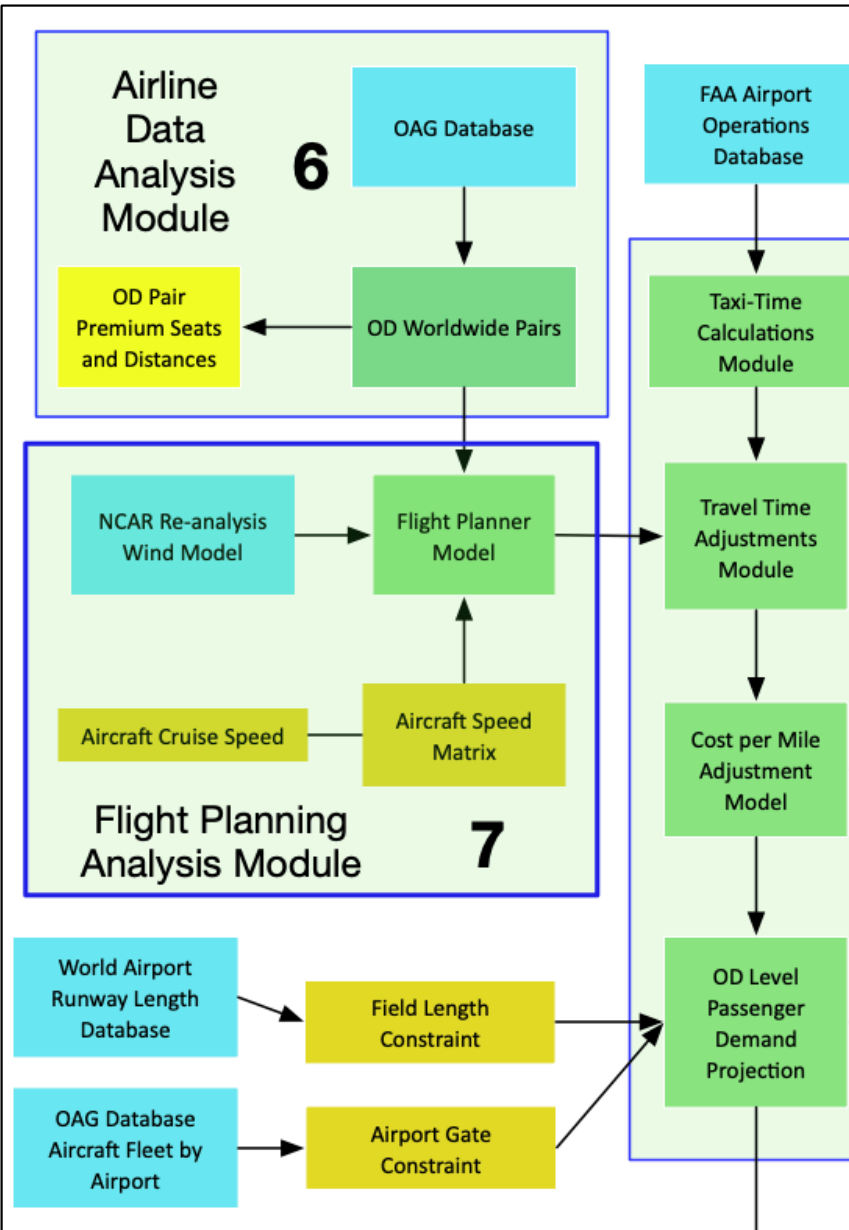 Airline
Data
Analysis
Module
6
OAG Database
FAA Airport
Operations
Database
OD Pair
Premium Seats
and Distances
OD Worldwide Pairs
Taxi-Time
Calculations
Module
NCAR Re-analysis
Wind Model
Flight Planner
Model
Travel Time
Adjustments
Module
Aircraft Cruise Speed
Aircraft Speed
Matrix
Cost per Mile
Adjustment
Model
Flight Planning
Analysis Module
7
World Airport
Runway Length
Database
Field Length
Constraint
OD Level
Passenger
Demand
Projection
OAG Database
Aircraft Fleet by
Airport
Airport Gate
Constraint